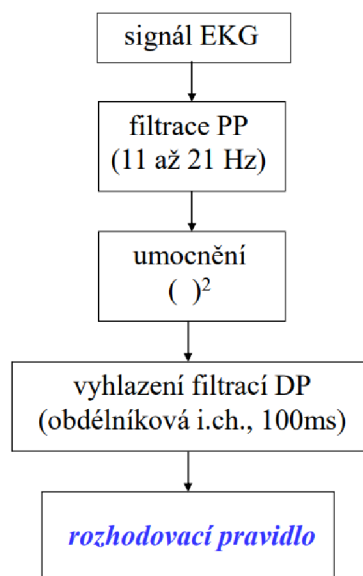 signál EKG
filtrace PP
(11 až 21 Hz)
umocnění
( )²
vyhlazení filtrací DP
(obdélníková i.ch., 100ms)
rozhodovací pravidlo